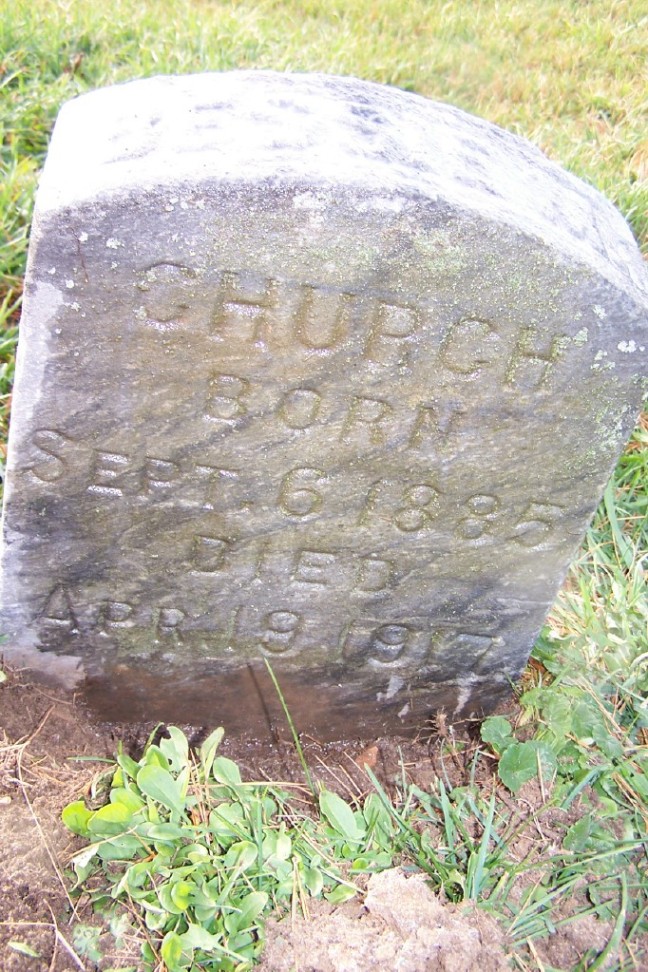 CHURCH
BORN
SEPT. 6 1885
DIED
APR. 19 1917